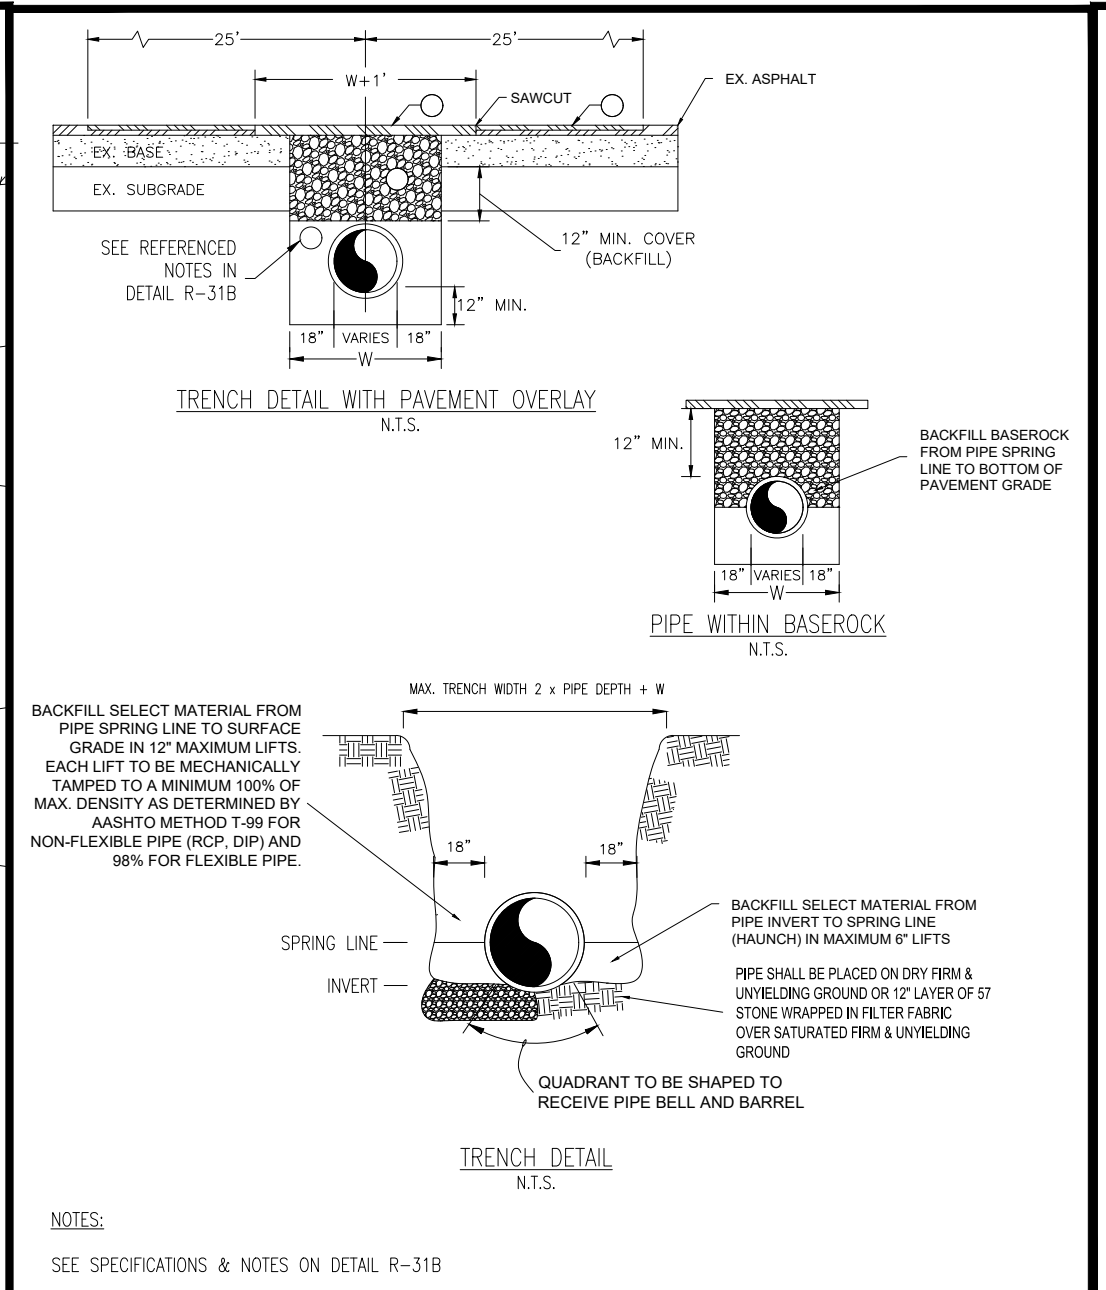 25'
25'
W+1'
SAWCUT
EX. ASPHALT
EX. BASE
EX. SUBGRADE
SEE REFERENCED
NOTES IN
DETAIL R-31B
12" MIN. COVER
(BACKFILL)
12" MIN.
18"
VARIES
18"
W
TRENCH DETAIL WITH PAVEMENT OVERLAY
N.T.S.
12" MIN.
BACKFILL BASEROCK
FROM PIPE SPRING
LINE TO BOTTOM OF
PAVEMENT GRADE
18"
VARIES
18"
W
PIPE WITHIN BASEROCK
N.T.S.
MAX. TRENCH WIDTH 2 x PIPE DEPTH + W
BACKFILL SELECT MATERIAL FROM
PIPE SPRING LINE TO SURFACE
GRADE IN 12" MAXIMUM LIFTS.
EACH LIFT TO BE MECHANICALLY
TAMPED TO A MINIMUM 100% OF
MAX. DENSITY AS DETERMINED BY
AASHTO METHOD T-99 FOR
NON-FLEXIBLE PIPE (RCP, DIP) AND
98% FOR FLEXIBLE PIPE.
18"
18"
SPRING LINE
INVERT
BACKFILL SELECT MATERIAL FROM
PIPE INVERT TO SPRING LINE
(HAUNCH) IN MAXIMUM 6" LIFTS
PIPE SHALL BE PLACED ON DRY FIRM &
UNYIELDING GROUND OR 12" LAYER OF 57
STONE WRAPPED IN FILTER FABRIC
OVER SATURATED FIRM & UNYIELDING
GROUND
QUADRANT TO BE SHAPED TO
RECEIVE PIPE BELL AND BARREL
TRENCH DETAIL
N.T.S.
NOTES:
SEE SPECIFICATIONS & NOTES ON DETAIL R-31B